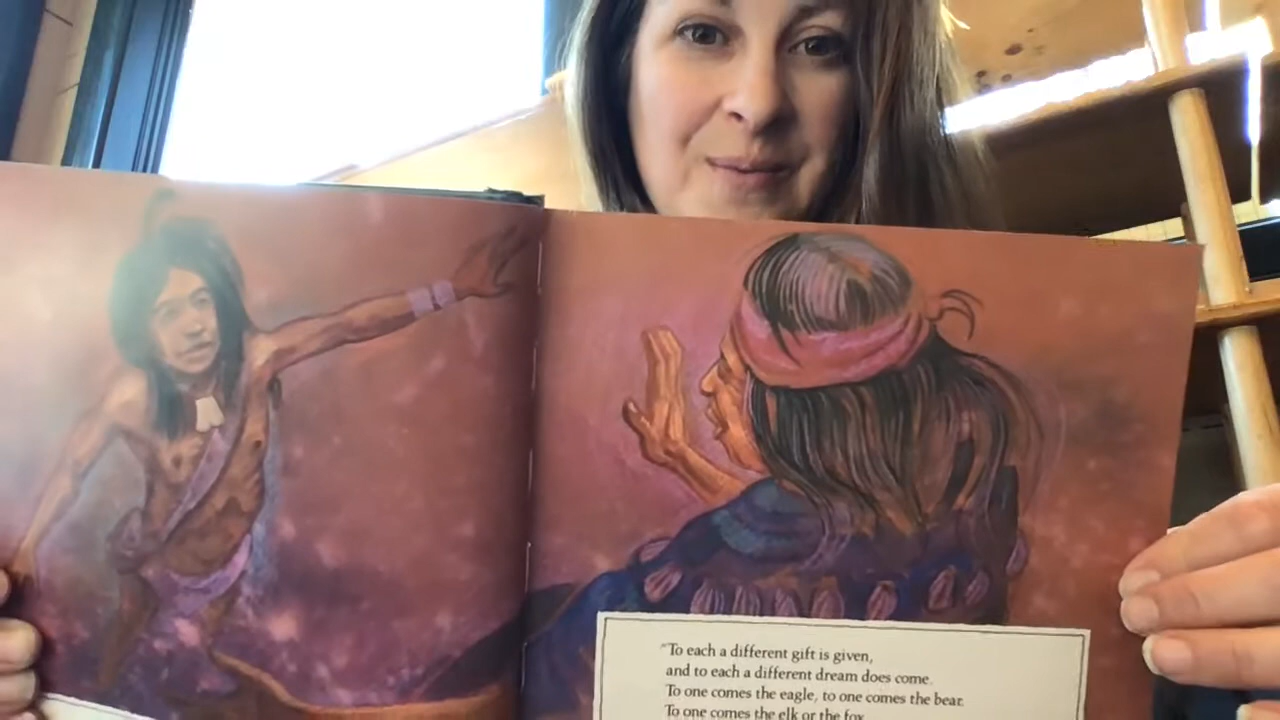 "To each a different gift is given,
and to each a different dream does come.
To one comes the eagle, to one comes the bear.
To one comes the elk or the fox